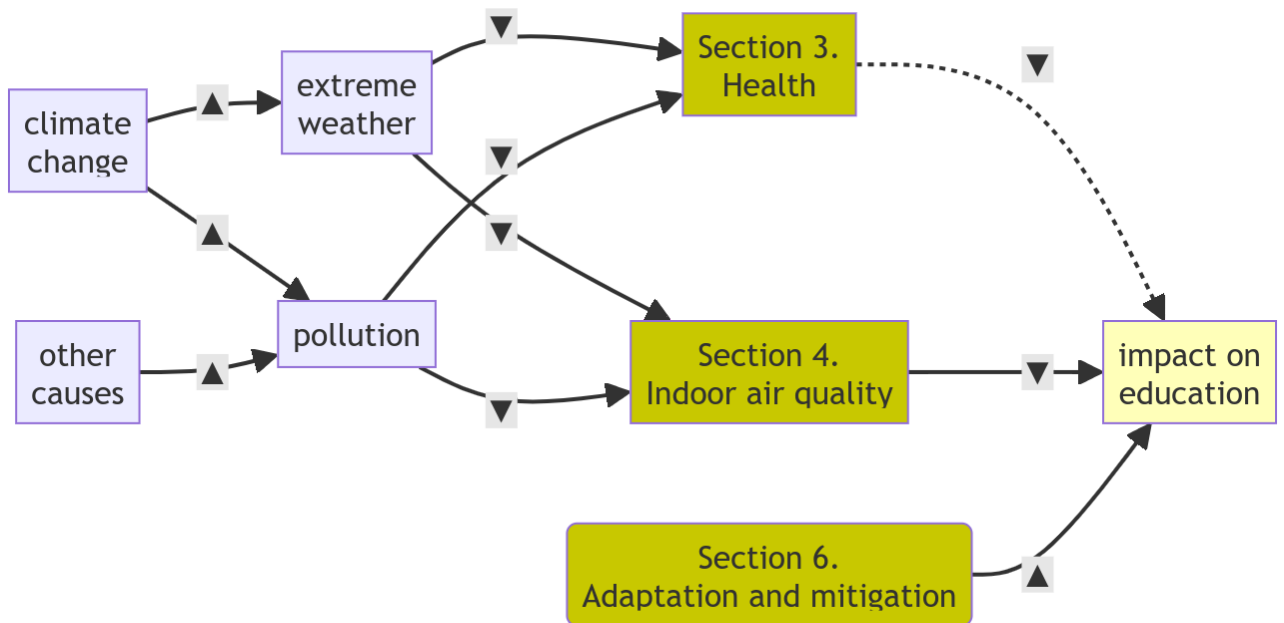 climate
change
▲
▲
other
causes
▲
extreme
weather
pollution
▼
▼
▼
▼
Section 3.
Health
Section 4.
Indoor air quality
Section 6.
Adaptation and mitigation
▼
▼
▲
impact on
education